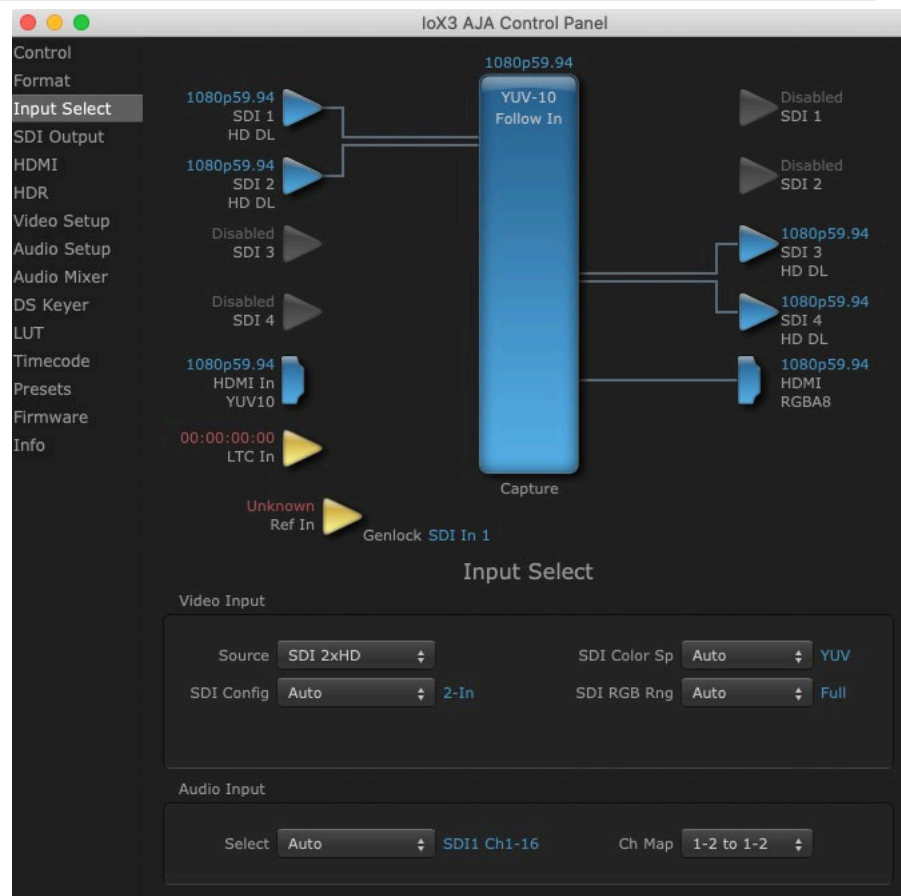 IoX3 AJA Control Panel
Control
Format
Input Select
SDI Output
HDMI
HDR
Video Setup
Audio Setup
Audio Mixer
DS Keyer
LUT
Timecode
Presets
Firmware
Info
1080p59.94
SDI 1
HD DL
1080p59.94
SDI 2
HD DL
Disabled
SDI 3
Disabled
SDI 4
1080p59.94
HDMI In
YUV10
00:00:00:00
LTC In
Unknown
Ref In
Genlock SDI In 1
1080p59.94
YUV-10
Follow In
Capture
Disabled
SDI 1
Disabled
SDI 2
1080p59.94
SDI 3
HD DL
1080p59.94
SDI 4
HD DL
1080p59.94
HDMI
RGBA8
Input Select
Video Input
Source SDI 2xHD SDI Color Sp Auto YUV
SDI Config Auto 2-In SDI RGB Rng Auto Full
Audio Input
Select Auto SDI1 Ch1-16 Ch Map 1-2 to 1-2